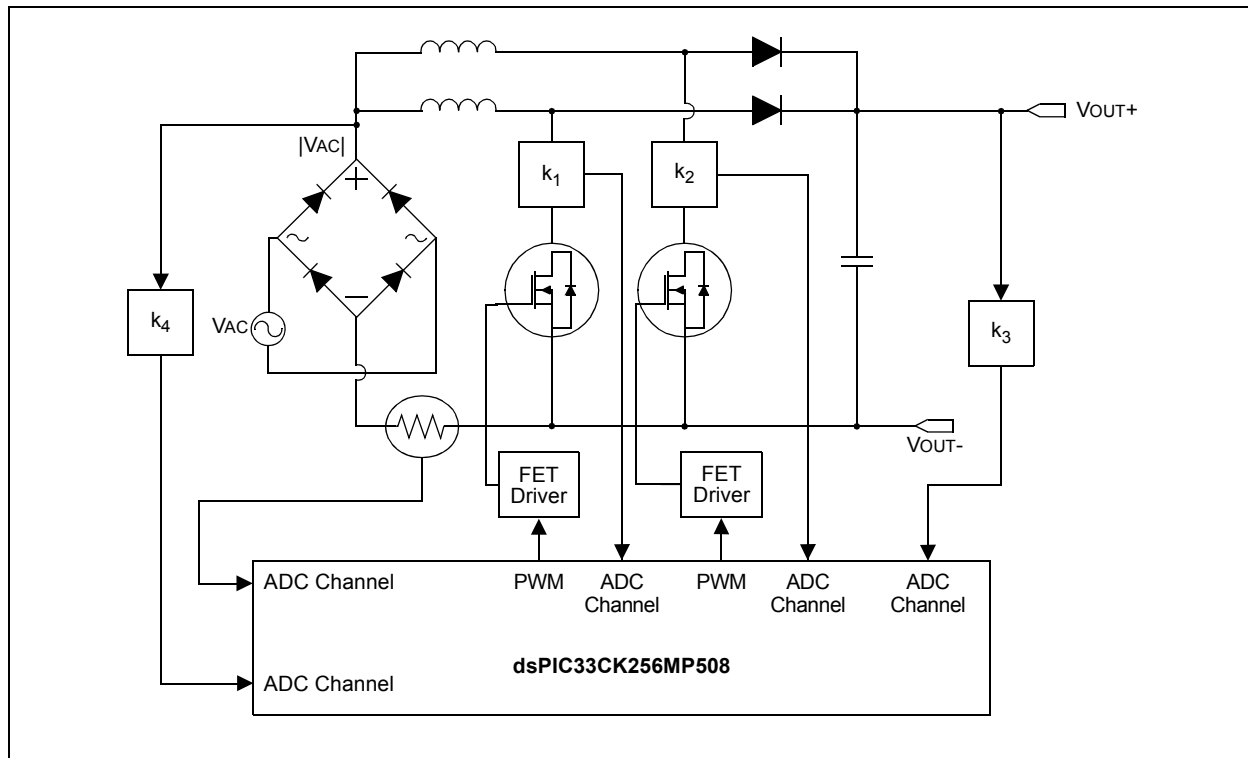 VOUT+
|VAC|
k1
k2
+
~
~
k4
VAC
−
k3
VOUT-
FET
Driver
FET
Driver
ADC Channel
PWM
ADC
Channel
PWM
ADC
Channel
ADC
Channel
dsPIC33CK256MP508
ADC Channel